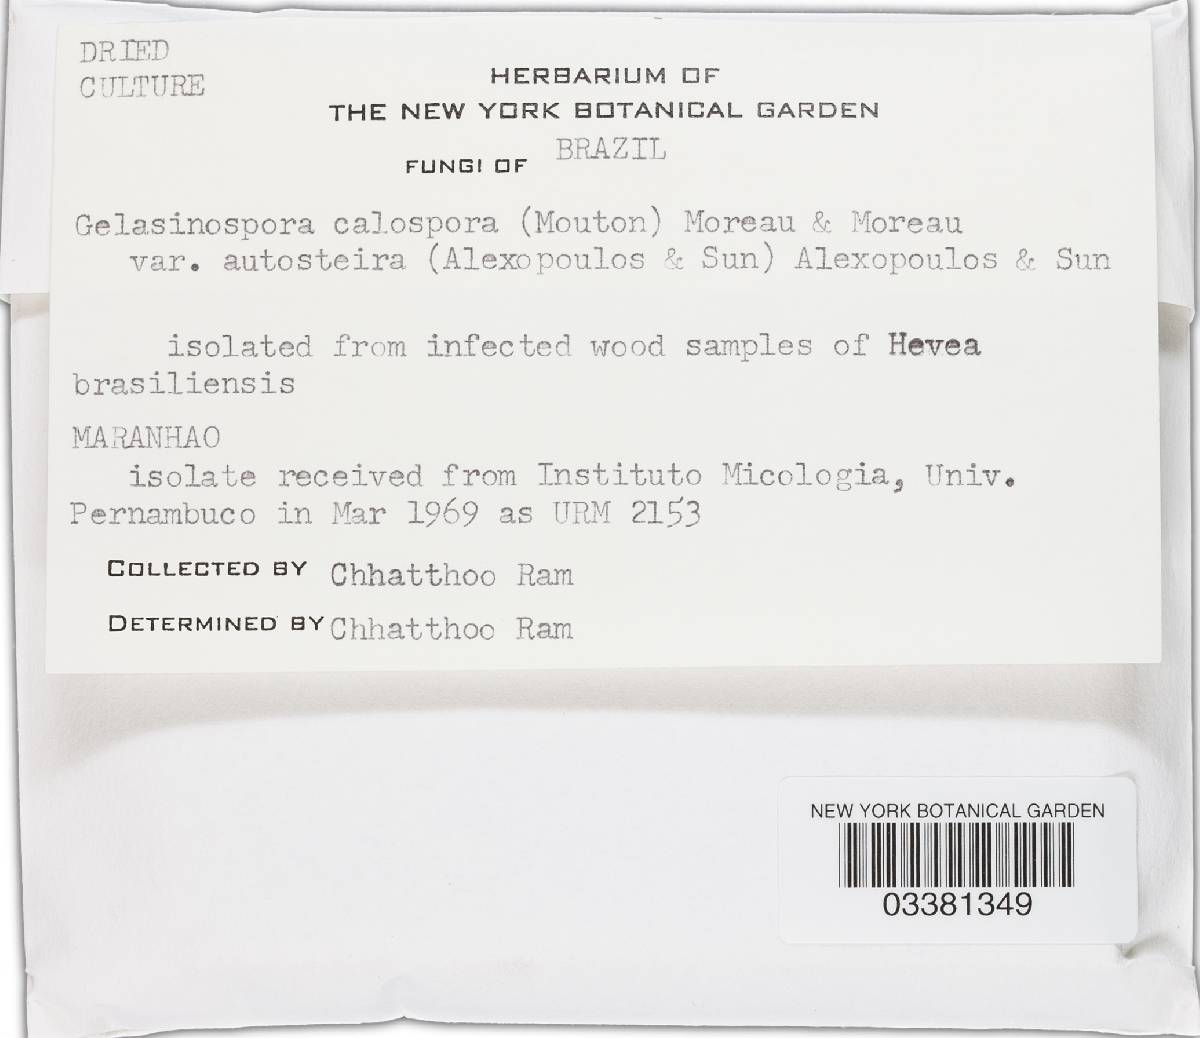 DRIED
CULTURE
HERBARIUM OF
THE NEW YORK BOTANICAL GARDEN
FUNGI OF BRAZIL
Gelasinospora calospora (Mouton) Moreau & Moreau
var. autosteira (Alexopoulos & Sun) Alexopoulos & Sun
isolated from infected wood samples of Hevea
brasiliensis
MARANHAO
isolate received from Instituto Micologia, Univ.
Pernambuco in Mar 1969 as URM 2153
COLLECTED BY Chhatthoo Ram
DETERMINED BY Chhatthoo Ram
NEW YORK BOTANICAL GARDEN
03381349